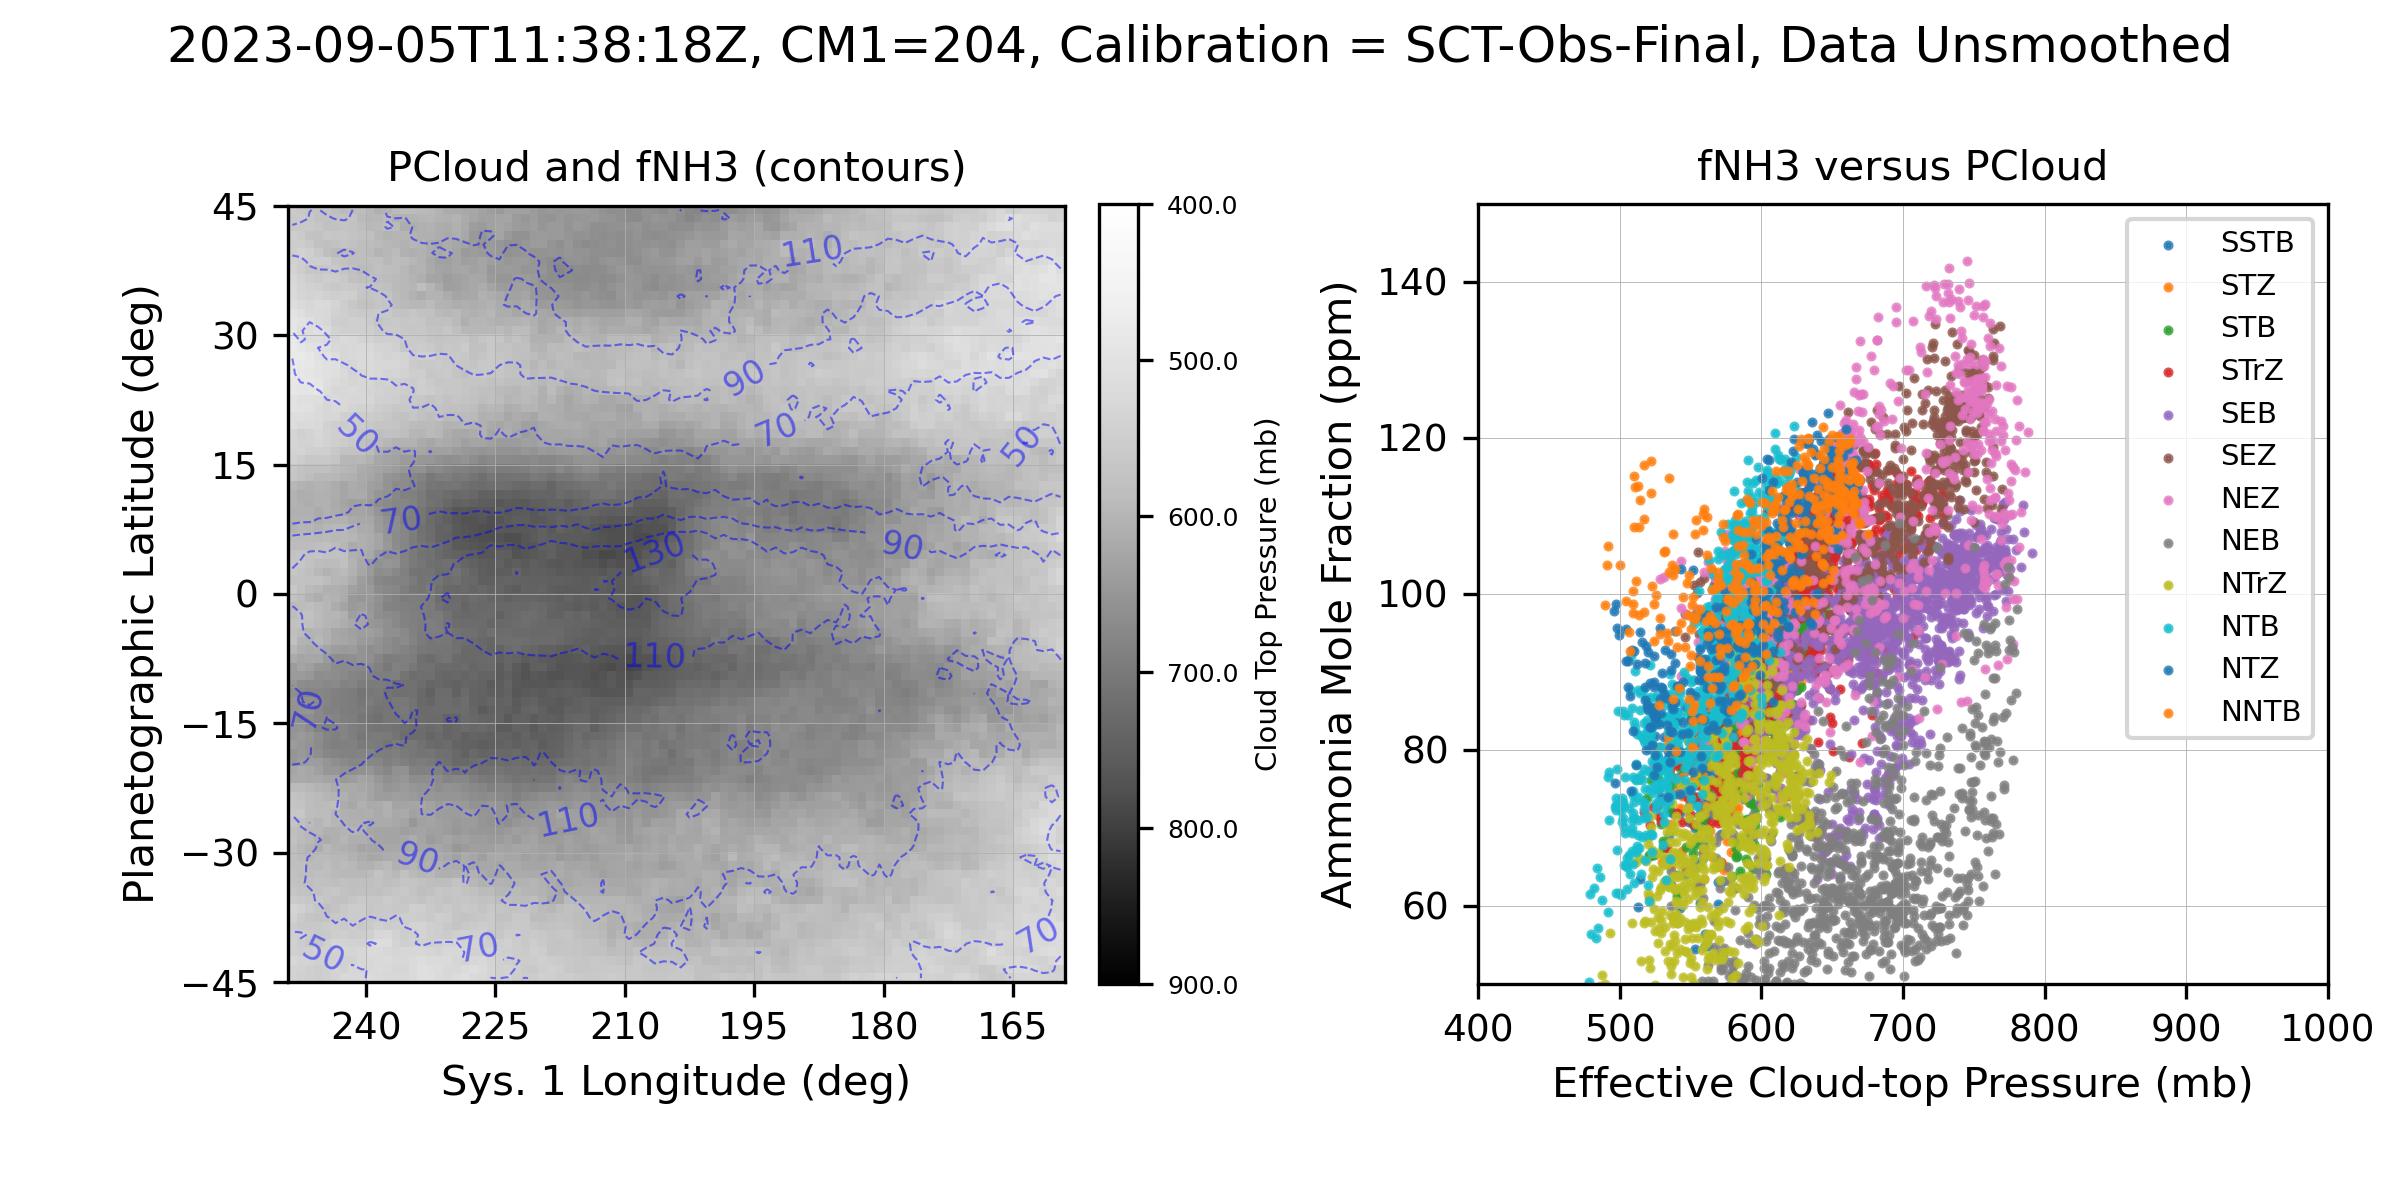 2023-09-05T11:38:18Z, CM1=204, Calibration = SCT-Obs-Final, Data Unsmoothed
PCloud and fNH3 (contours)
Planetographic Latitude (deg)
45
30
15
0
−15
−30
−45
110
90
70
50
50
70
130
90
110
70
110
90
50
70
70
240
225
210
195
180
165
Sys. 1 Longitude (deg)
400.0
500.0
600.0
700.0
800.0
900.0
Cloud Top Pressure (mb)
fNH3 versus PCloud
Ammonia Mole Fraction (ppm)
140
120
100
80
60
SSTB
STZ
STB
STrZ
SEB
SEZ
NEZ
NEB
NTrZ
NTB
NTZ
NNTB
400
500
600
700
800
900
1000
Effective Cloud-top Pressure (mb)